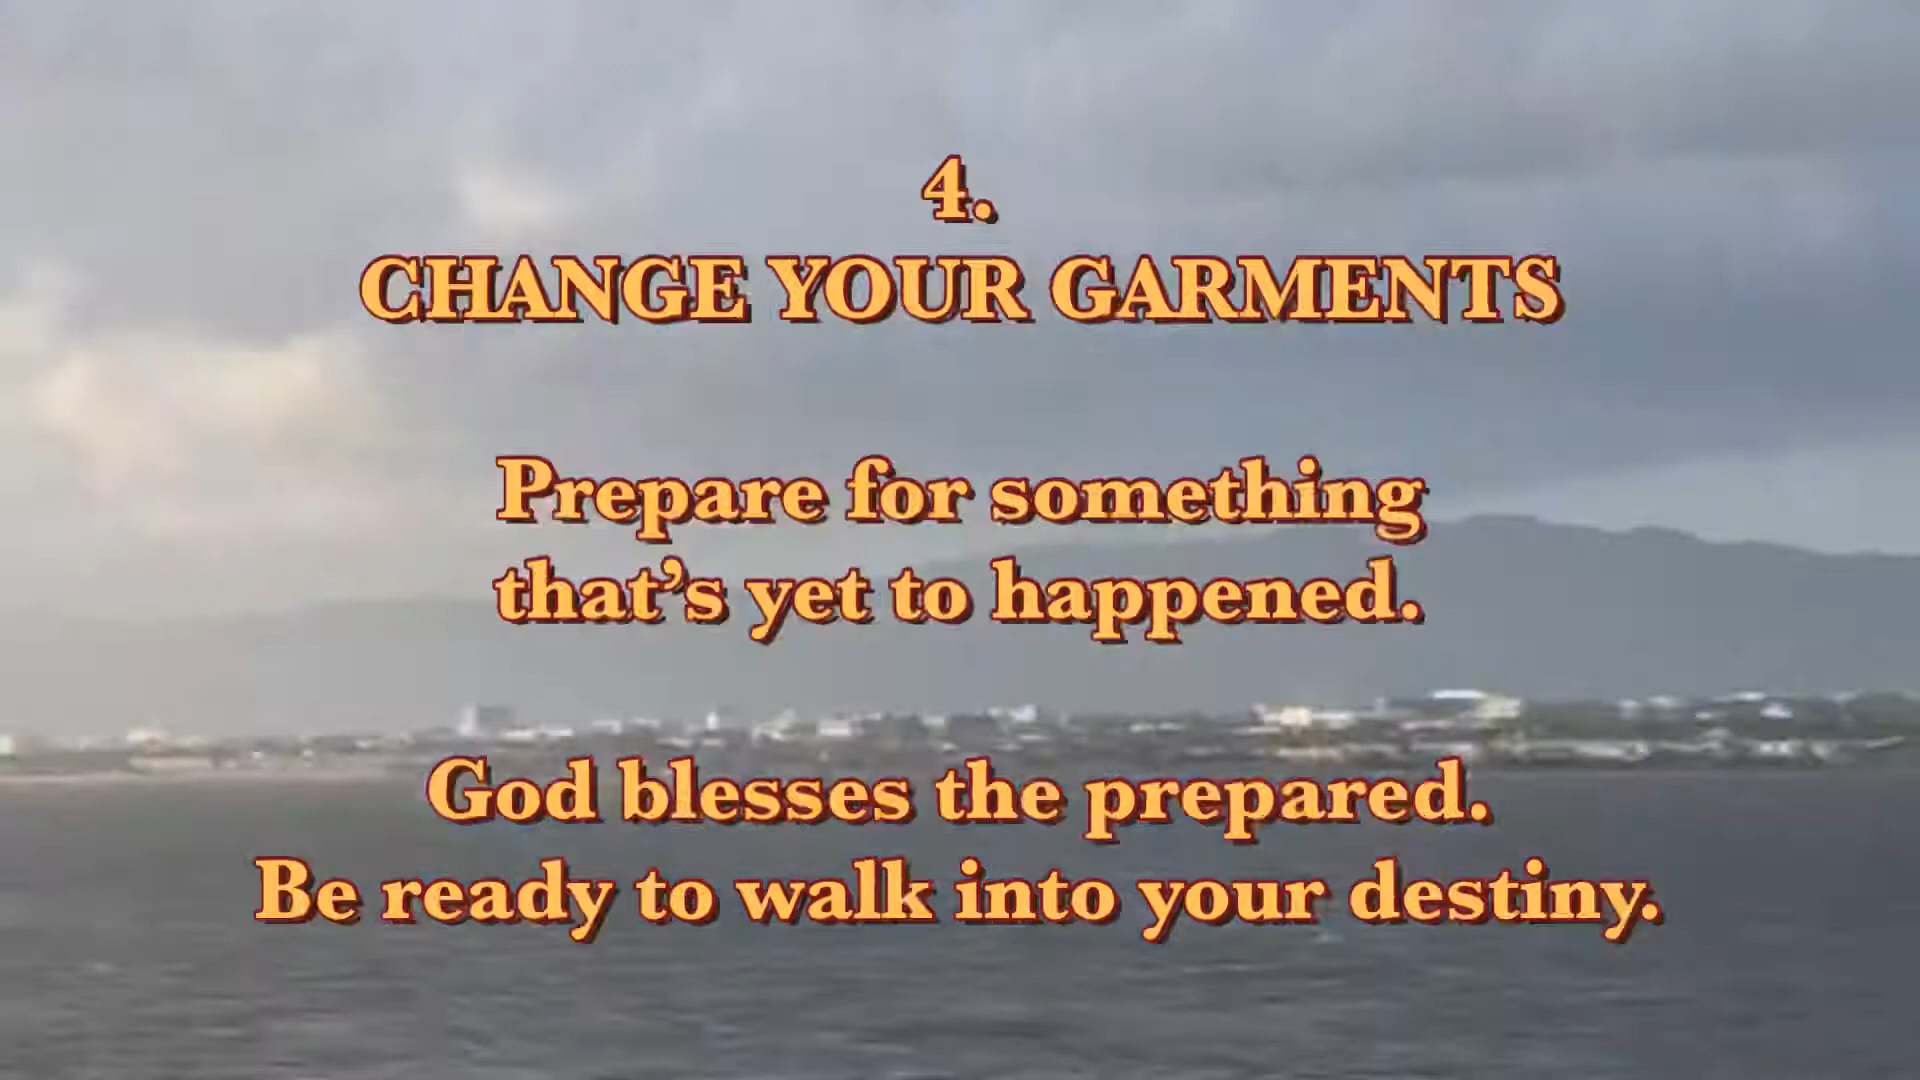 4.
CHANGE YOUR GARMENTS
Prepare for something
that’s yet to happened.
God blesses the prepared.
Be ready to walk into your destiny.